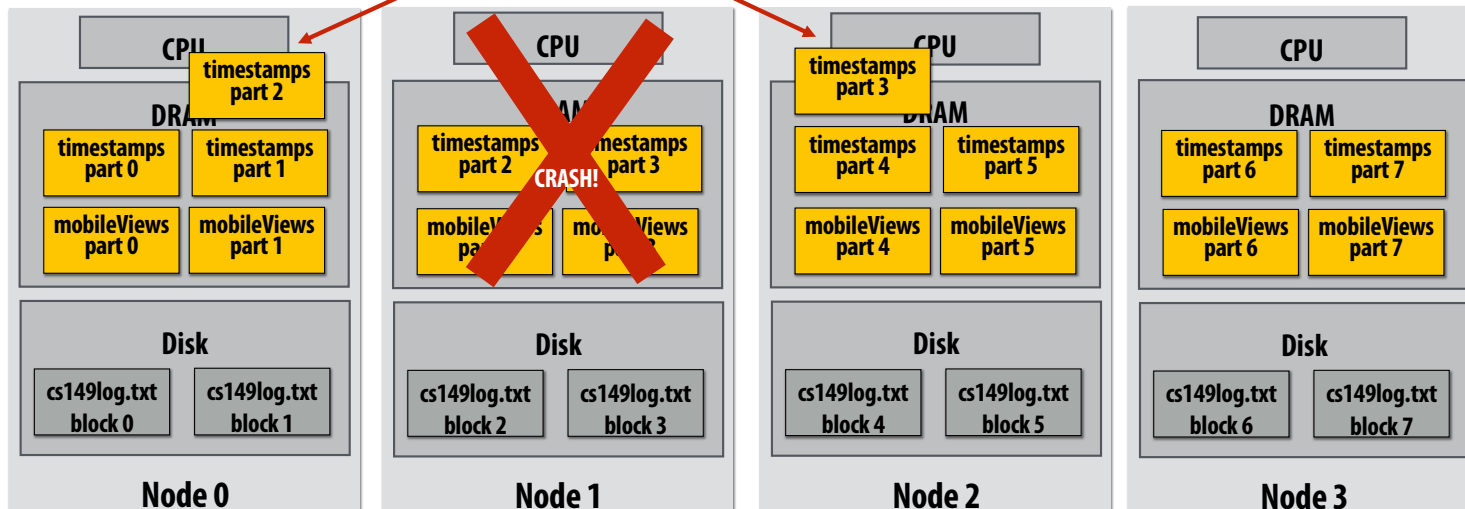 CPU
timestamps
part 2
DRAM
timestamps
part 0
timestamps
part 1
mobileViews
part 0
mobileViews
part 1
Disk
cs149log.txt
block 0
cs149log.txt
block 1
Node 0
CPU
timestamps
part 2
part 3
CRASH!
Disk
cs149log.txt
block 2
cs149log.txt
block 3
Node 1
CPU
timestamps
part 3
DRAM
timestamps
part 4
timestamps
part 5
mobileViews
part 4
mobileViews
part 5
Disk
cs149log.txt
block 4
cs149log.txt
block 5
Node 2
CPU
DRAM
timestamps
part 6
timestamps
part 7
mobileViews
part 6
mobileViews
part 7
Disk
cs149log.txt
block 6
cs149log.txt
block 7
Node 3